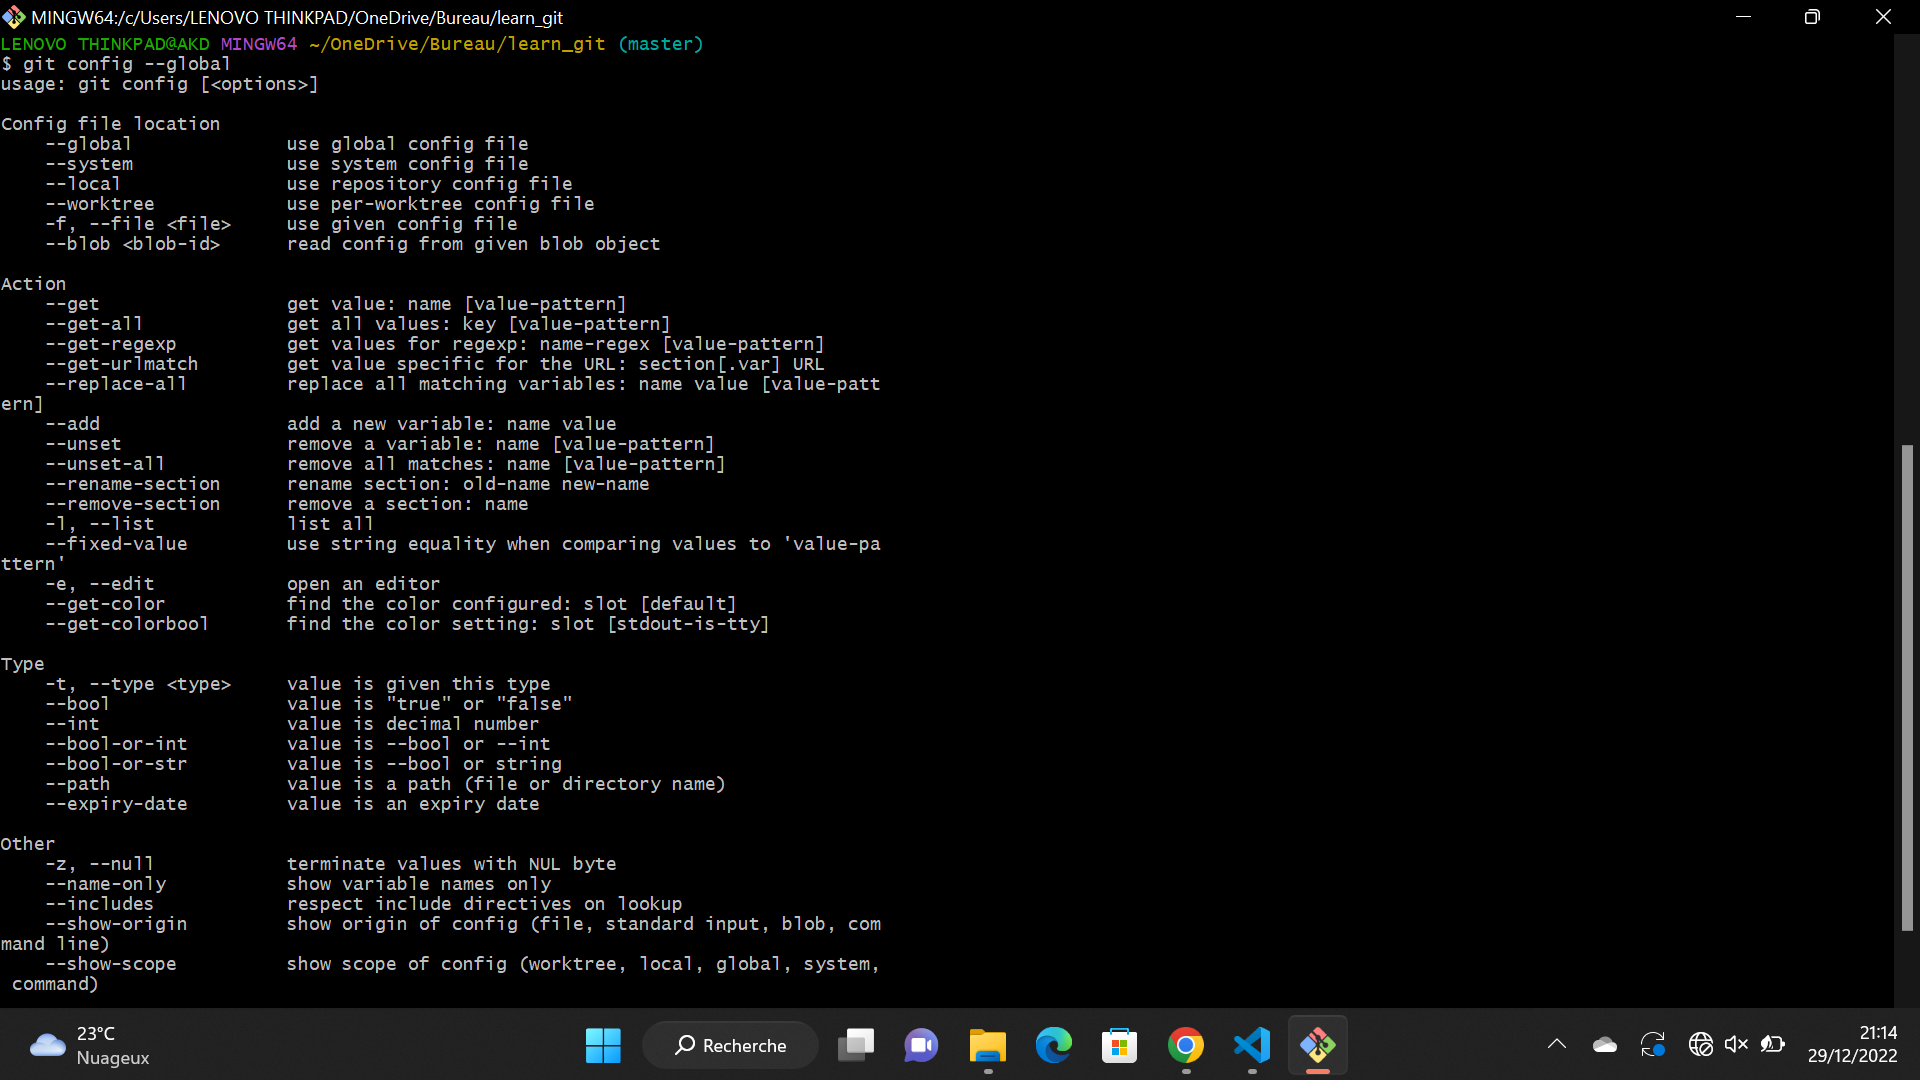 MINGW64:/c/Users/LENOVO THINKPAD/OneDrive/Bureau/learn_git
LENOVO THINKPAD@AKD MINGW64 ~/OneDrive/Bureau/learn_git (master)
$ git config --global
usage: git config [<options>]
Config file location
    --global              use global config file
    --system              use system config file
    --local               use repository config file
    --worktree            use per-worktree config file
    -f, --file <file>     use given config file
    --blob <blob-id>      read config from given blob object
Action
    --get                 get value: name [value-pattern]
    --get-all             get all values: key [value-pattern]
    --get-regexp          get values for regexp: name-regex [value-pattern]
    --get-urlmatch        get value specific for the URL: section[.var] URL
    --replace-all         replace all matching variables: name value [value-patt
ern]
    --add                 add a new variable: name value
    --unset               remove a variable: name [value-pattern]
    --unset-all           remove all matches: name [value-pattern]
    --rename-section      rename section: old-name new-name
    --remove-section      remove a section: name
    -l, --list            list all
    --fixed-value         use string equality when comparing values to 'value-pa
ttern'
    -e, --edit            open an editor
    --get-color           find the color configured: slot [default]
    --get-colorbool       find the color setting: slot [stdout-is-tty]
Type
    -t, --type <type>     value is given this type
    --bool                value is "true" or "false"
    --int                 value is decimal number
    --bool-or-int         value is --bool or --int
    --bool-or-str         value is --bool or string
    --path                value is a path (file or directory name)
    --expiry-date         value is an expiry date
Other
    -z, --null            terminate values with NUL byte
    --name-only           show variable names only
    --includes            respect include directives on lookup
    --show-origin         show origin of config (file, standard input, blob, com
mand line)
    --show-scope          show scope of config (worktree, local, global, system,
 command)
23°C
Nuageux
Recherche
21:14
29/12/2022